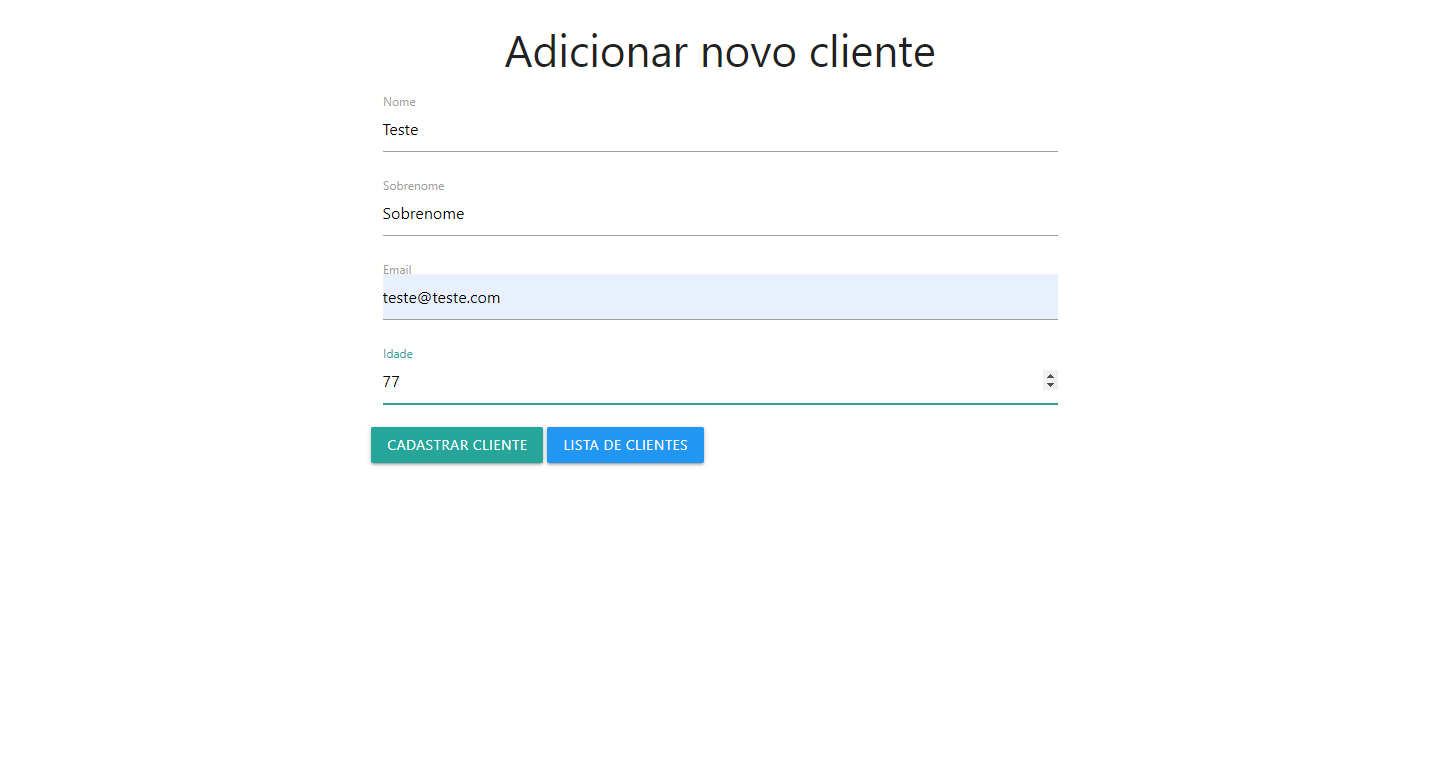 Adicionar novo cliente
Nome
Teste
Sobrenome
Sobrenome
Email
teste@teste.com
Idade
77
CADASTRAR CLIENTE LISTA DE CLIENTES